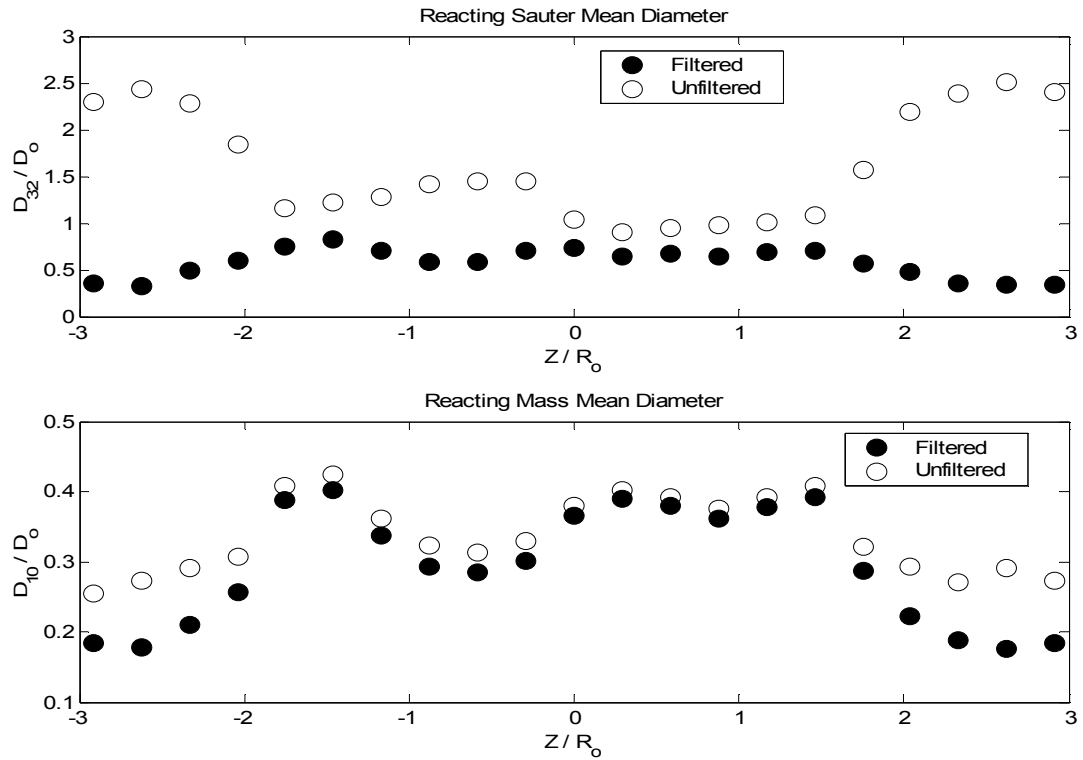 Reacting Sauter Mean Diameter
3
2.5
2
1.5
1
0.5
0
D32 / Do
Filtered
Unfiltered
-3 -2 -1 0 1 2 3
Z / Ro
Reacting Mass Mean Diameter
0.5
0.4
0.3
0.2
0.1
D10 / Do
Filtered
Unfiltered
-3 -2 -1 0 1 2 3
Z / Ro